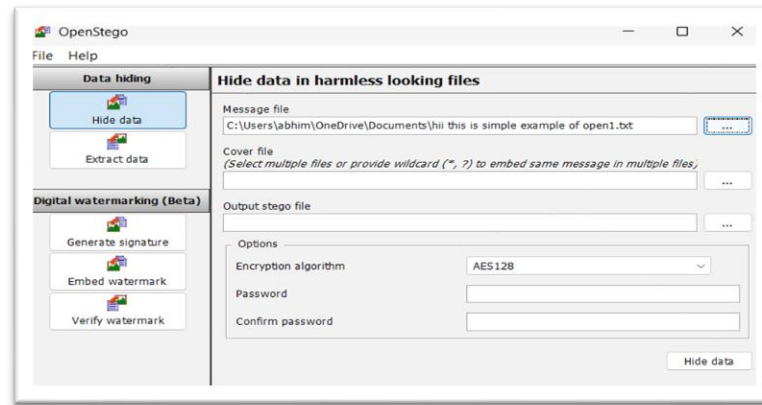 OpenStego
File Help
Data hiding
Hide data
Extract data
Digital watermarking (Beta)
Generate signature
Embed watermark
Verify watermark
Hide data in harmless looking files
Message file
C:\Users\abhim\OneDrive\Documents\hii this is simple example of open1.txt
...
Cover file
(Select multiple files or provide wildcard (*, ?) to embed same message in multiple files)
...
Output stego file
...
Options
Encryption algorithm AES128
Password
Confirm password
Hide data